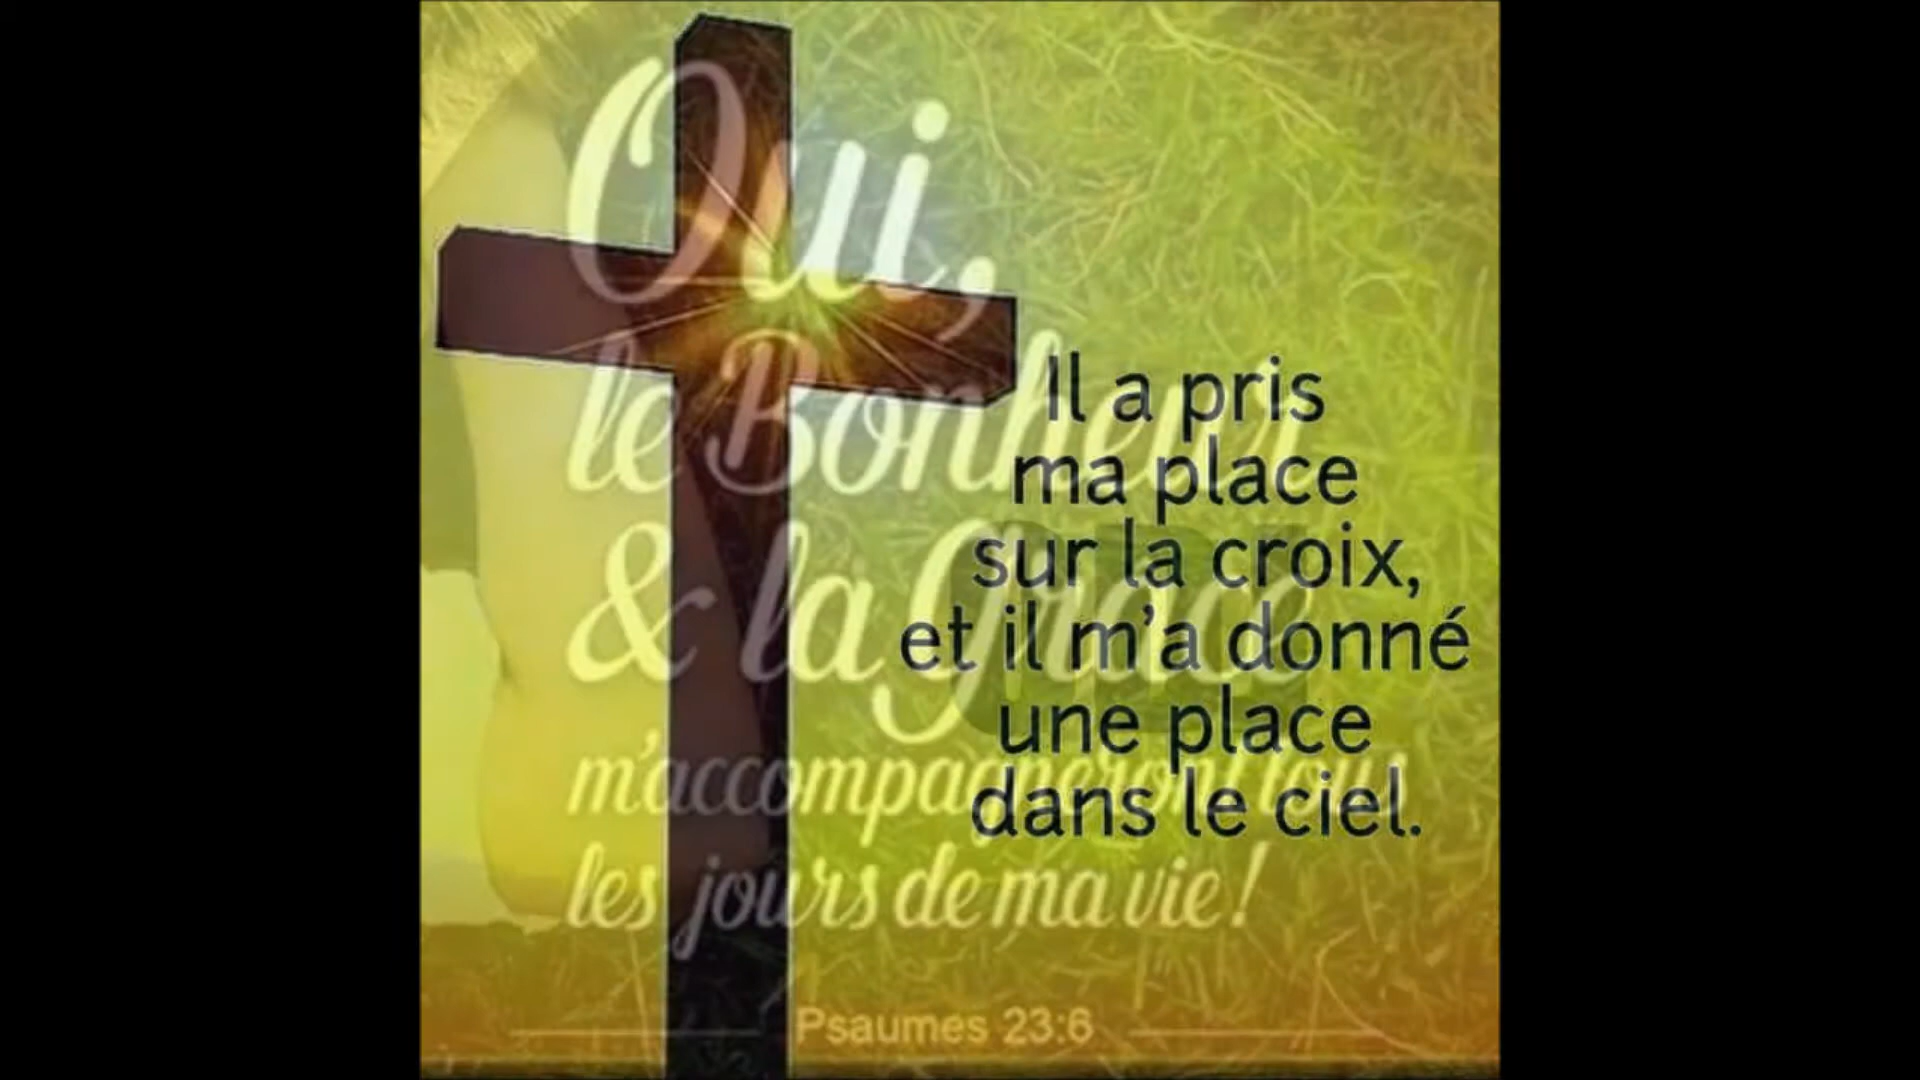 Oui,
le Bonheur
& la Grâce
m'accompagneront tous
les jours de ma vie !
Psaumes 23:6
Il a pris
ma place
sur la croix,
et il m'a donné
une place
dans le ciel.